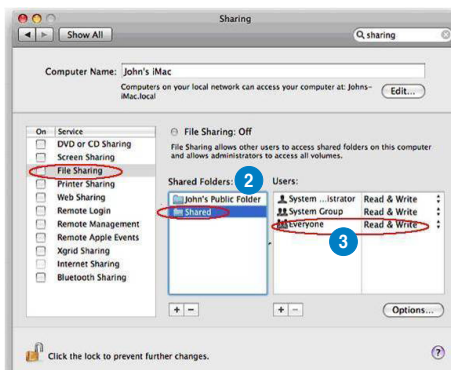 Sharing
Show All
sharing
Computer Name: John's iMac
Computers on your local network can access your computer at: Johns-
iMac.local
Edit...
On Service
DVD or CD Sharing
Screen Sharing
File Sharing
Printer Sharing
Web Sharing
Remote Login
Remote Management
Remote Apple Events
Xgrid Sharing
Internet Sharing
Bluetooth Sharing
File Sharing: Off
File Sharing allows other users to access shared folders on this computer
and allows administrators to access all volumes.
Shared Folders: 2 Users:
John's Public Folder
Shared
System ...istrator Read & Write
System Group Read & Write
Everyone Read & Write
3
+ -
+ -
Options...
Click the lock to prevent further changes.
?